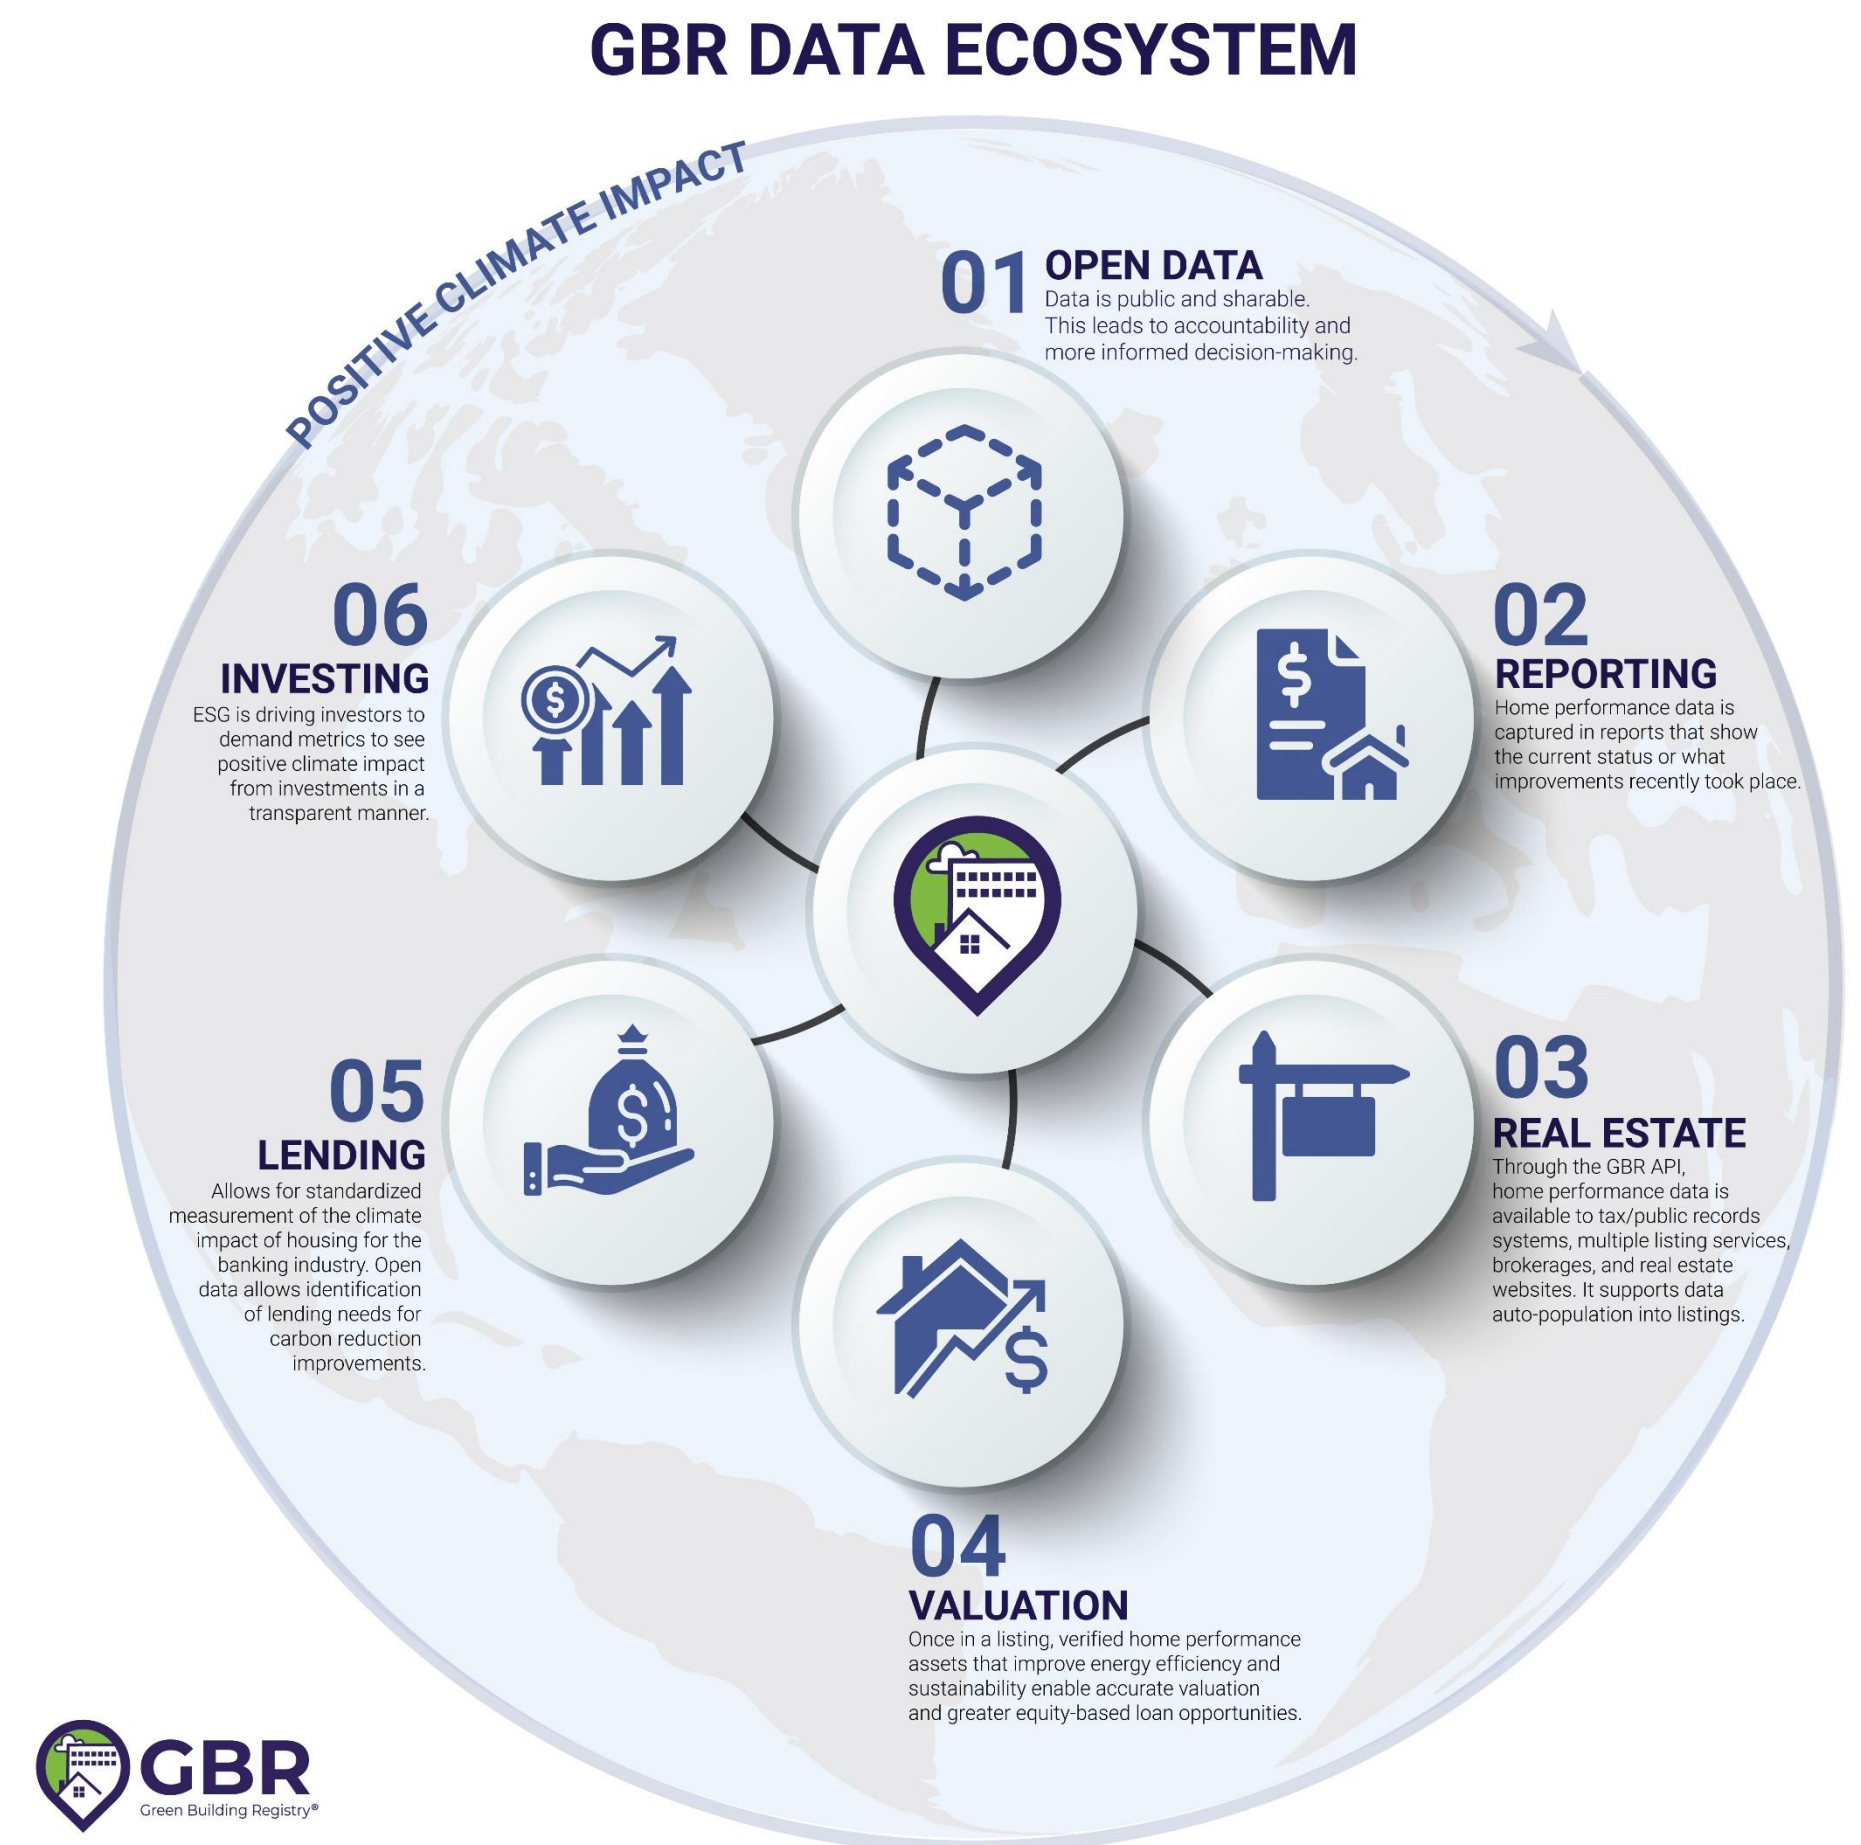 GBR DATA ECOSYSTEM
POSITIVE CLIMATE IMPACT
01
OPEN DATA
Data is public and sharable.
This leads to accountability and
more informed decision-making.
02
REPORTING
Home performance data is
captured in reports that show
the current status or what
improvements recently took place.
03
REAL ESTATE
Through the GBR API,
home performance data is
available to tax/public records
systems, multiple listing services,
brokerages, and real estate
websites. It supports data
auto-population into listings.
04
VALUATION
Once in a listing, verified home performance
assets that improve energy efficiency and
sustainability enable accurate valuation
and greater equity-based loan opportunities.
05
LENDING
Allows for standardized
measurement of the climate
impact of housing for the
banking industry. Open
data allows identification
of lending needs for
carbon reduction
improvements.
06
INVESTING
ESG is driving investors to
demand metrics to see
positive climate impact
from investments in a
transparent manner.
GBR
Green Building Registry®